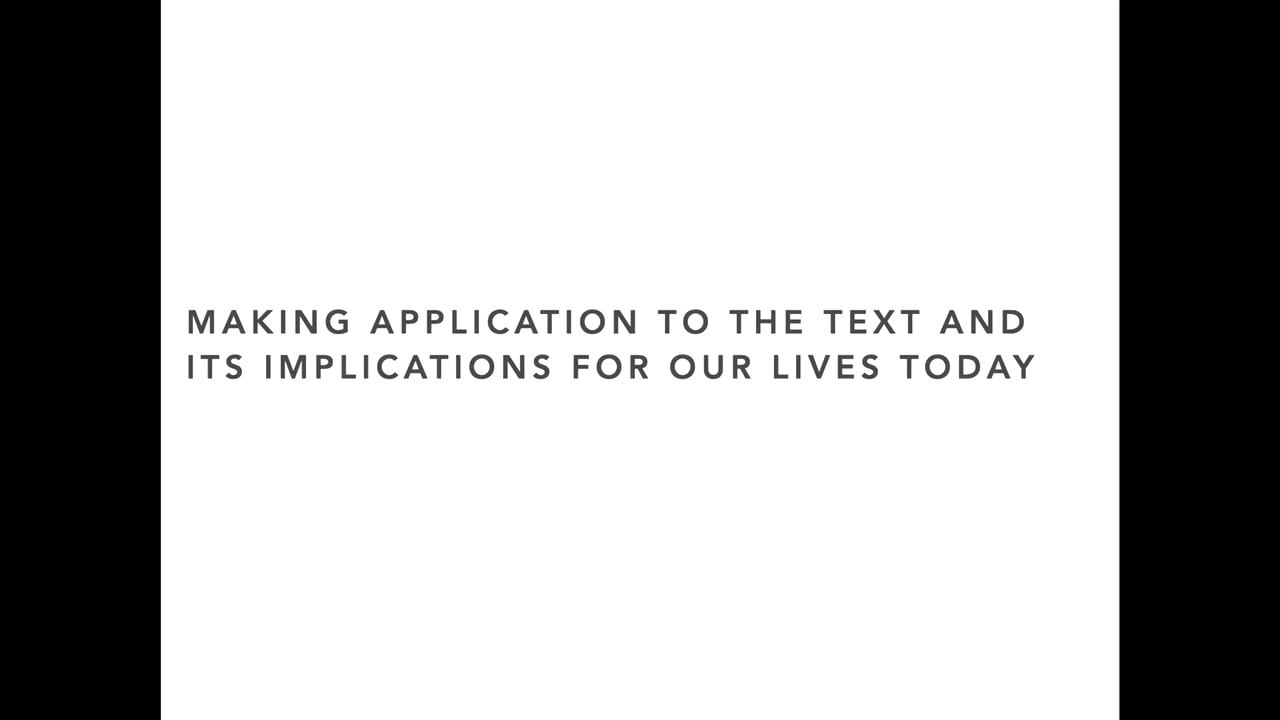 MAKING APPLICATION TO THE TEXT AND
ITS IMPLICATIONS FOR OUR LIVES TODAY